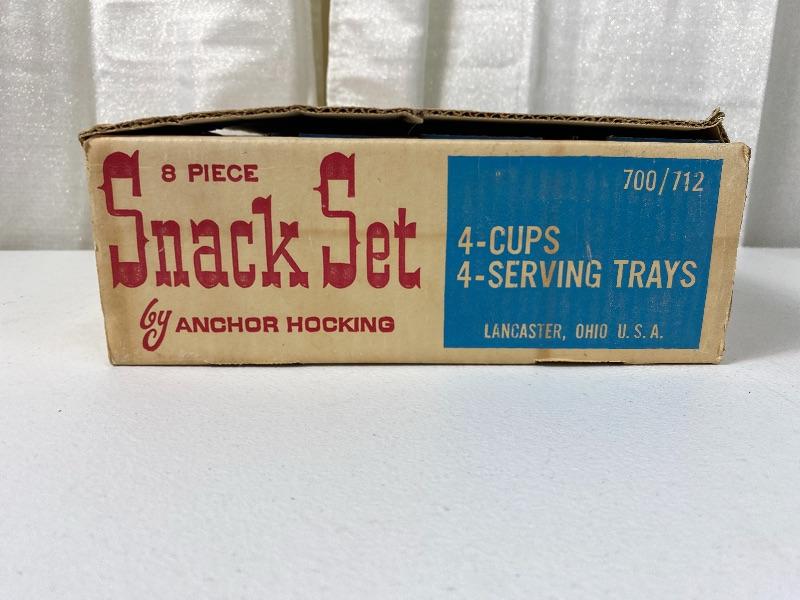 8 PIECE
Snack Set
by ANCHOR HOCKING
700/712
4-CUPS
4-SERVING TRAYS
LANCASTER, OHIO U.S.A.